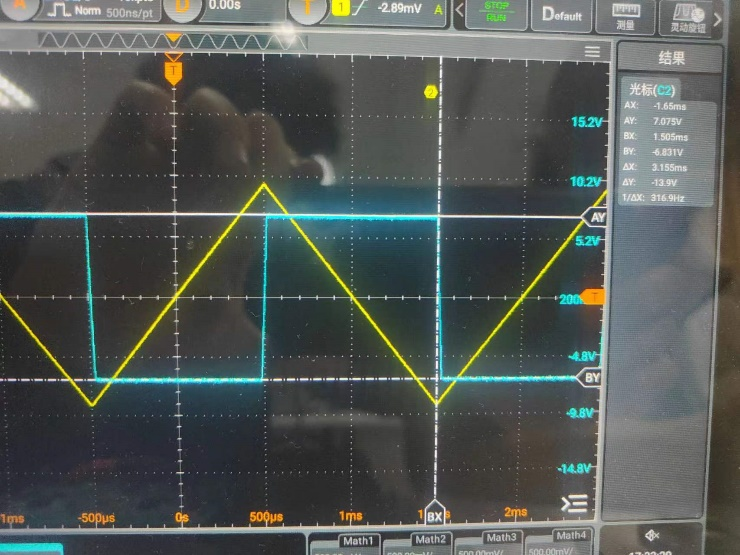 Norm 500ns/pt
D
0.00s
T
1
-2.89mV
A
STOP
RUN
Default
测量
灵动旋钮
结果
T
2
光标(C2)
AX: -1.65ms
AY: 7.075V
BX: 1.505ms
BY: -6.831V
ΔX: 3.155ms
ΔY: -13.9V
1/ΔX: 316.9Hz
15.2V
10.2V
AY
5.2V
T
-4.8V
BY
-9.8V
-14.8V
-500μs
0s
500μs
1ms
BX
2ms
Math1
Math2
Math3
Math4